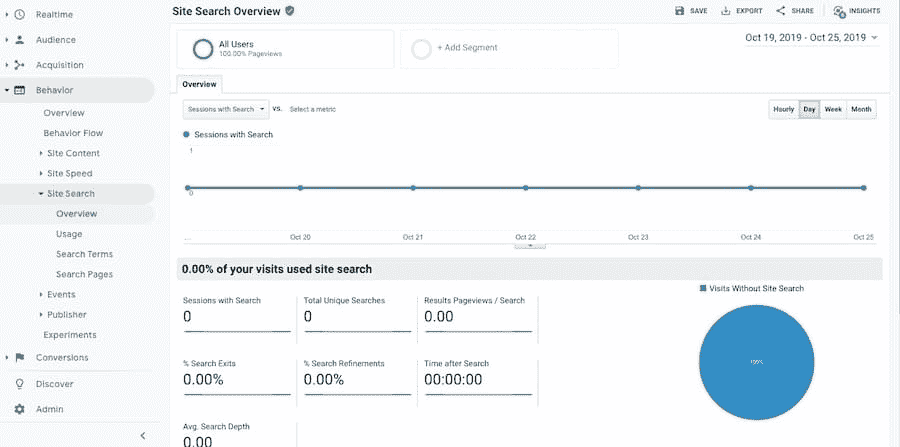 Realtime
Audience
Acquisition
Behavior
Overview
Behavior Flow
Site Content
Site Speed
Site Search
Overview
Usage
Search Terms
Search Pages
Events
Publisher
Experiments
Conversions
Discover
Admin
Site Search Overview
SAVE EXPORT SHARE INSIGHTS
All Users
100.00% Pageviews
+ Add Segment
Oct 19, 2019 - Oct 25, 2019
Overview
Sessions with Search vs. Select a metric
Hourly Day Week Month
Sessions with Search
1
0
... Oct 20 Oct 21 Oct 22 Oct 23 Oct 24 Oct 25
0.00% of your visits used site search
Visits Without Site Search
Sessions with Search Total Unique Searches Results Pageviews / Search
0 0 0.00
100%
% Search Exits % Search Refinements Time after Search
0.00% 0.00% 00:00:00
Avg. Search Depth
0.00